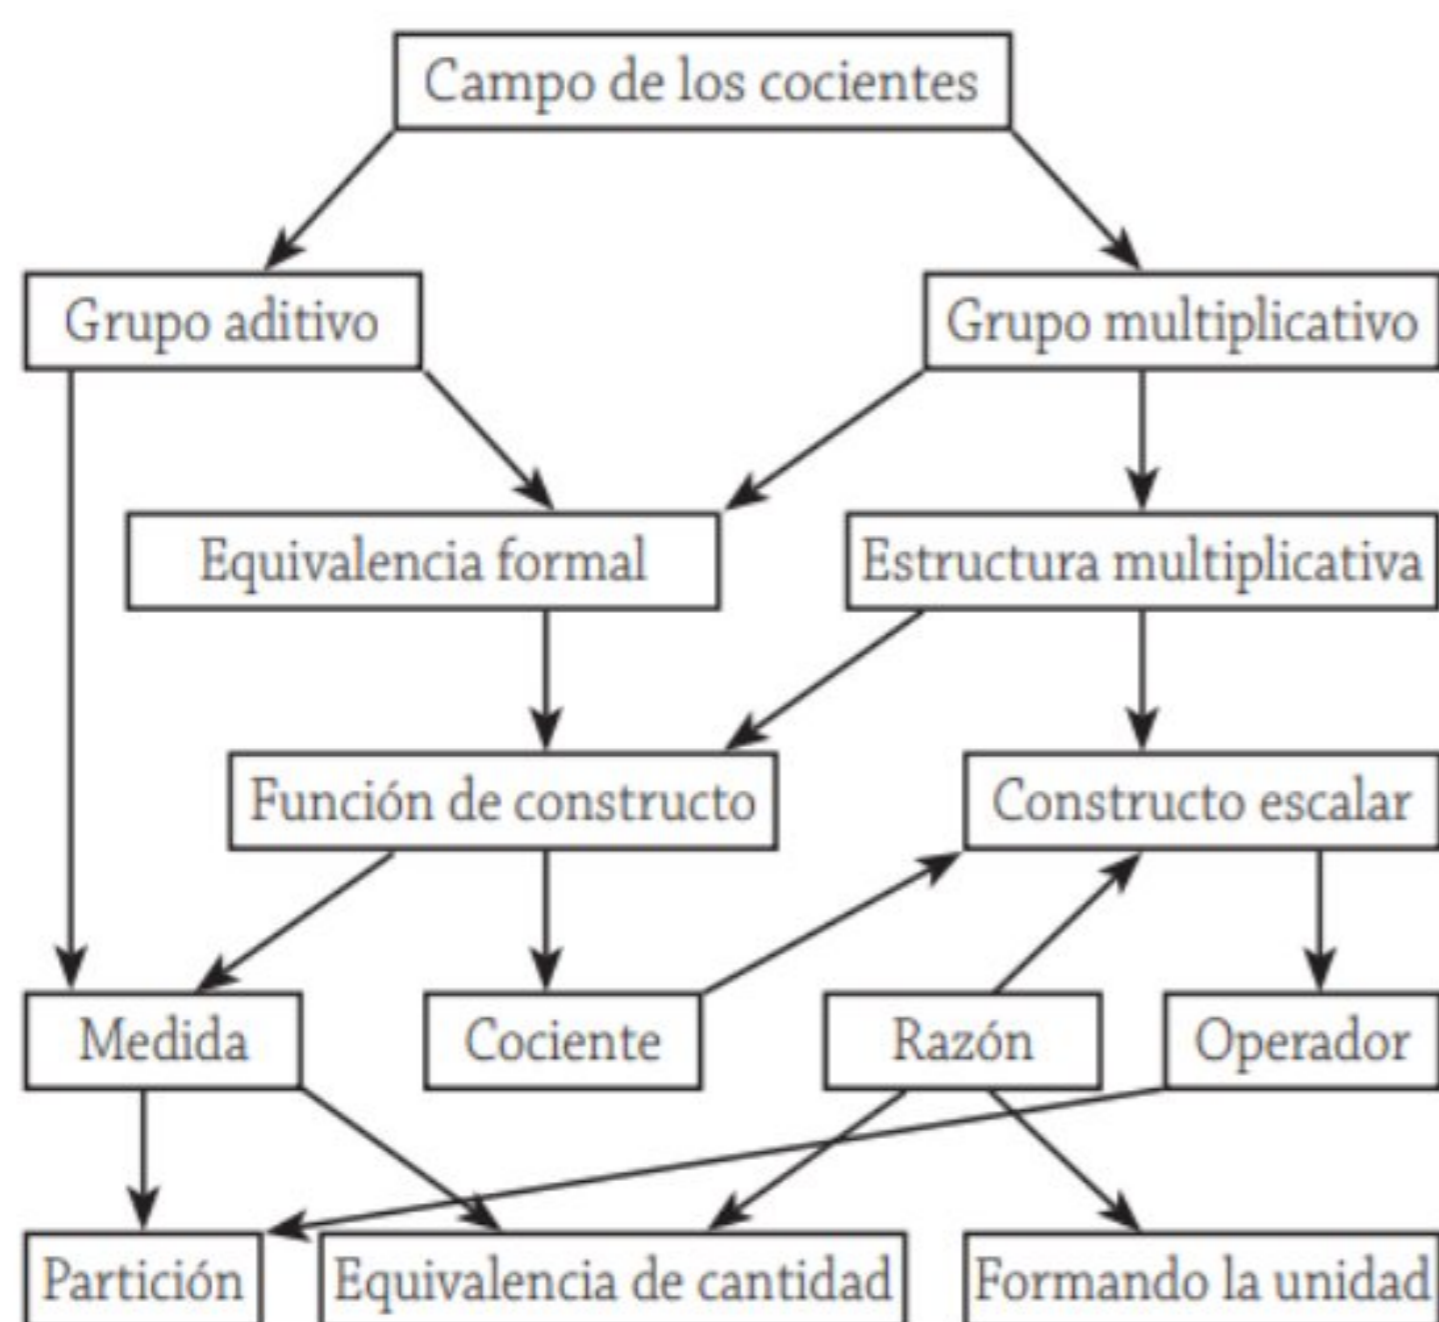 Campo de los cocientes
Grupo aditivo
Grupo multiplicativo
Equivalencia formal
Estructura multiplicativa
Función de constructo
Constructo escalar
Medida
Cociente
Razón
Operador
Partición
Equivalencia de cantidad
Formando la unidad